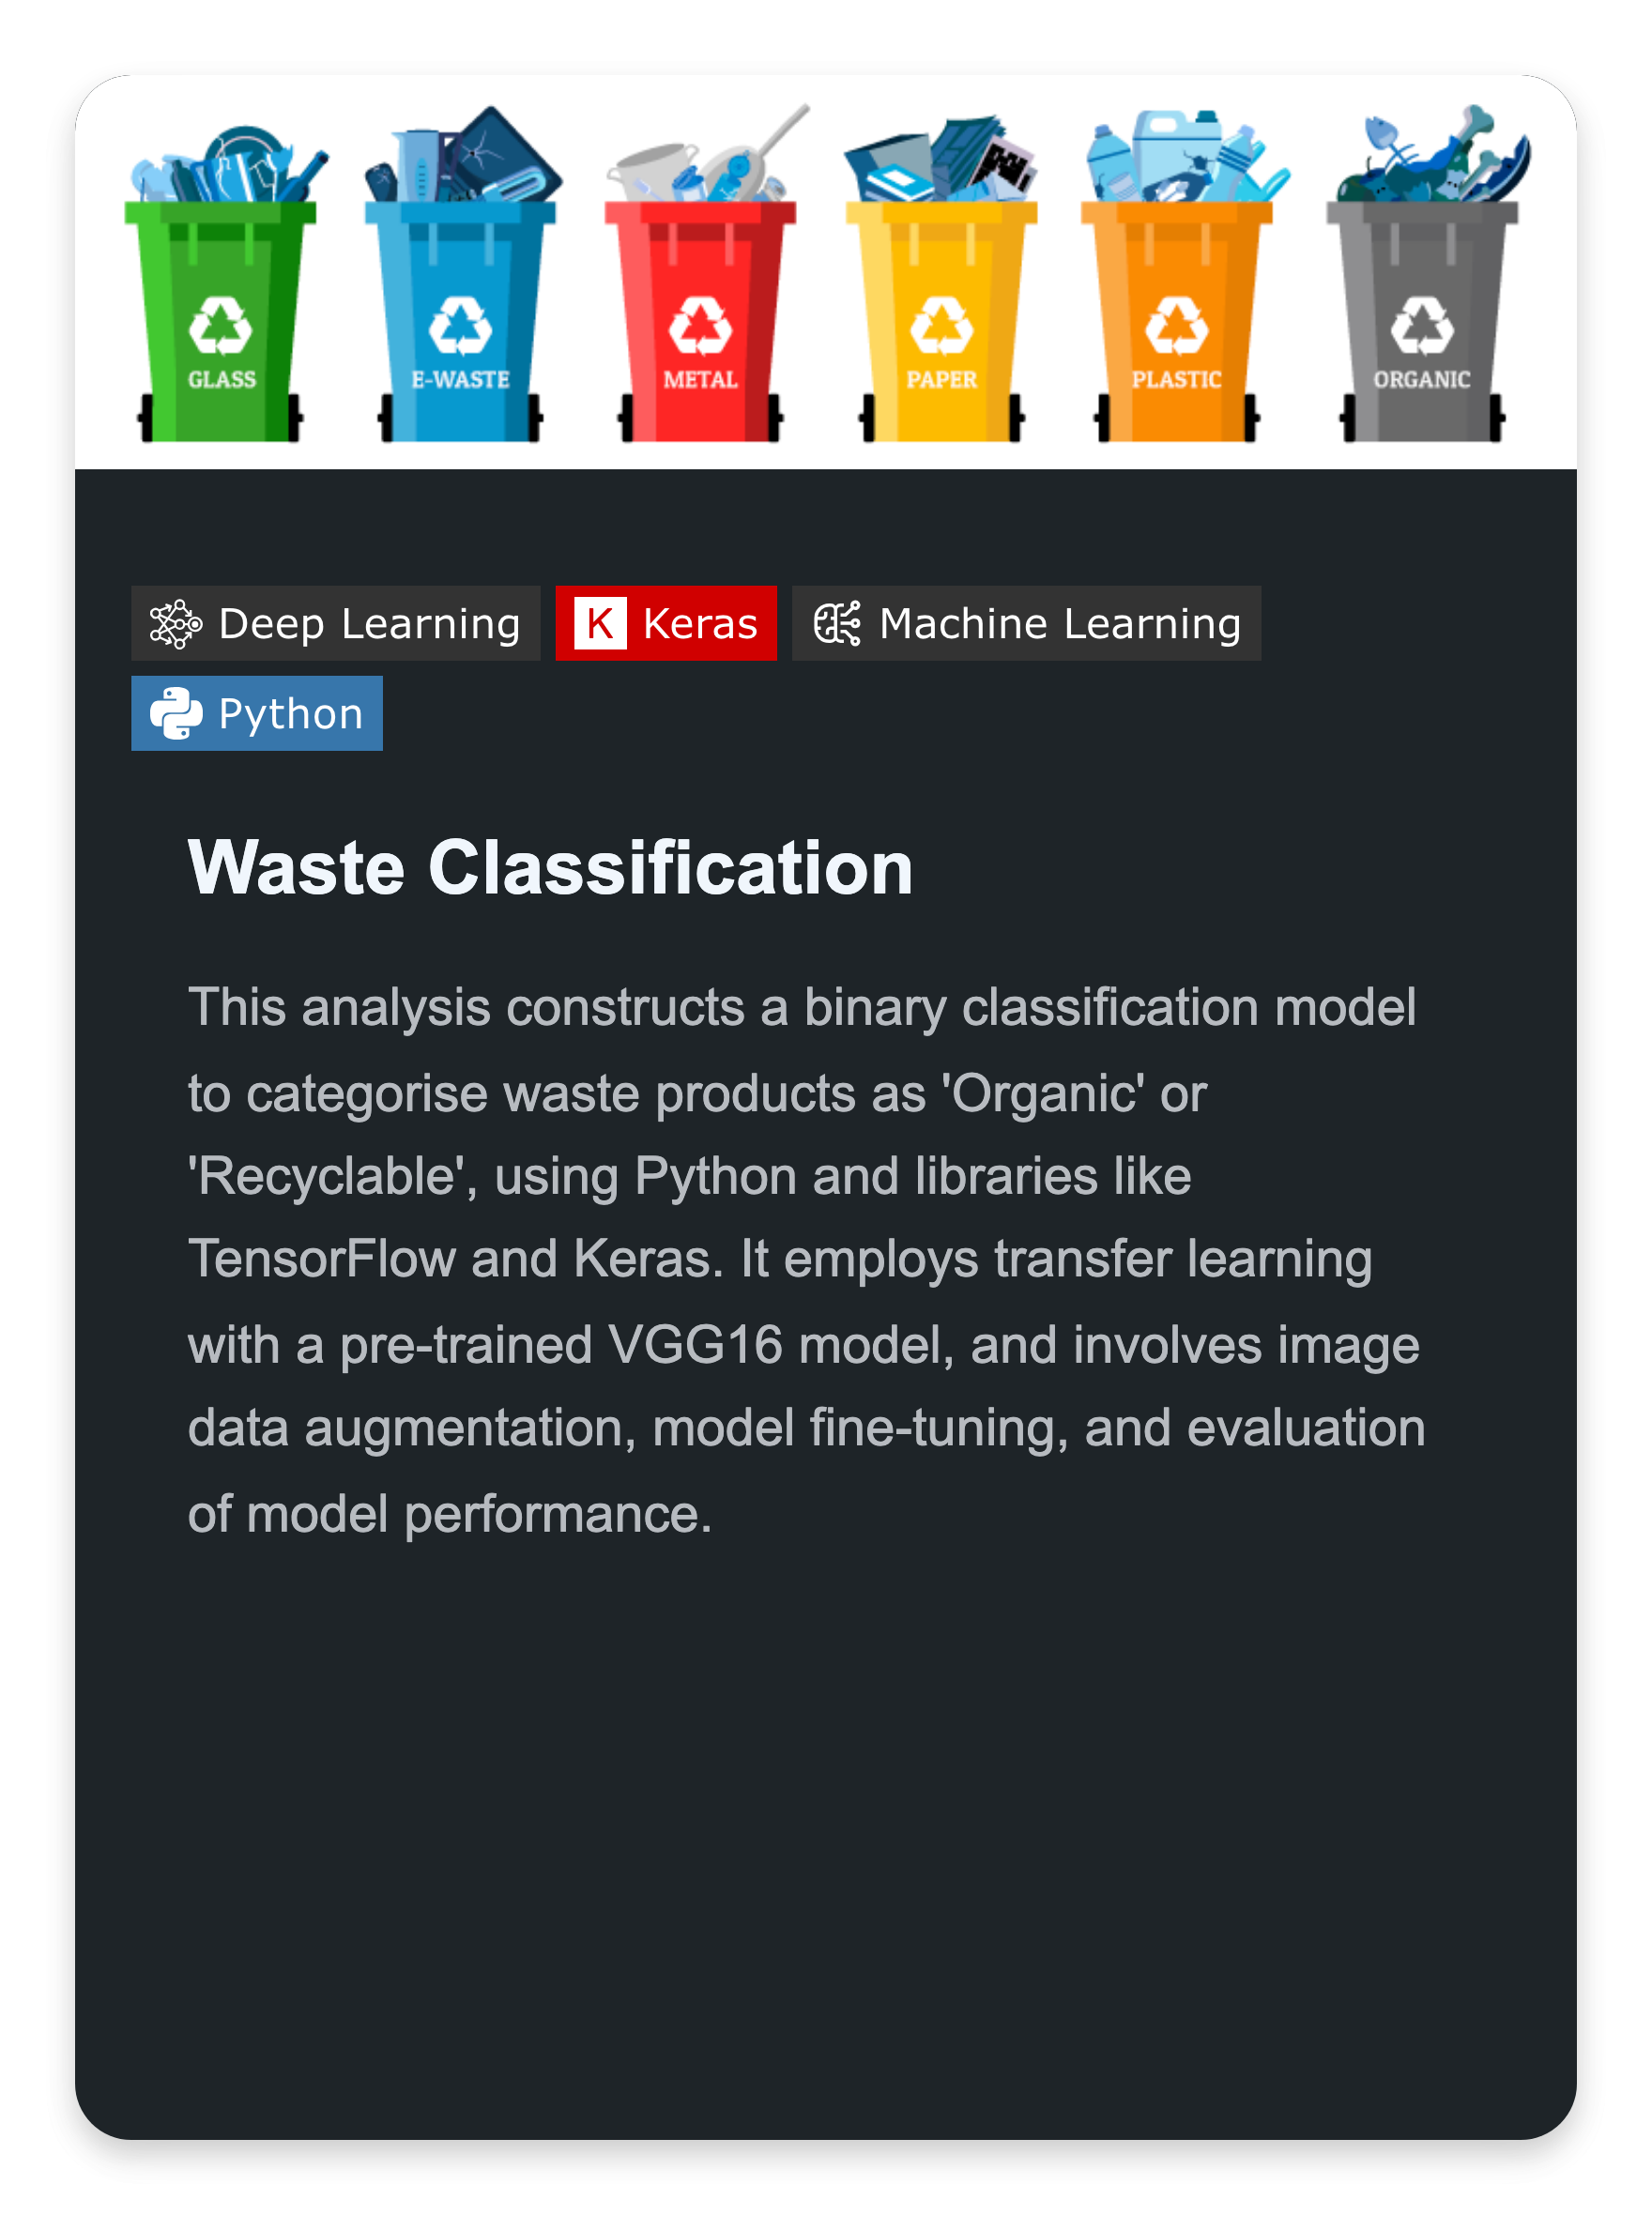 GLASS E-WASTE METAL PAPER PLASTIC ORGANIC
Deep Learning K Keras Machine Learning
Python
Waste Classification
This analysis constructs a binary classification model
to categorise waste products as 'Organic' or
'Recyclable', using Python and libraries like
TensorFlow and Keras. It employs transfer learning
with a pre-trained VGG16 model, and involves image
data augmentation, model fine-tuning, and evaluation
of model performance.